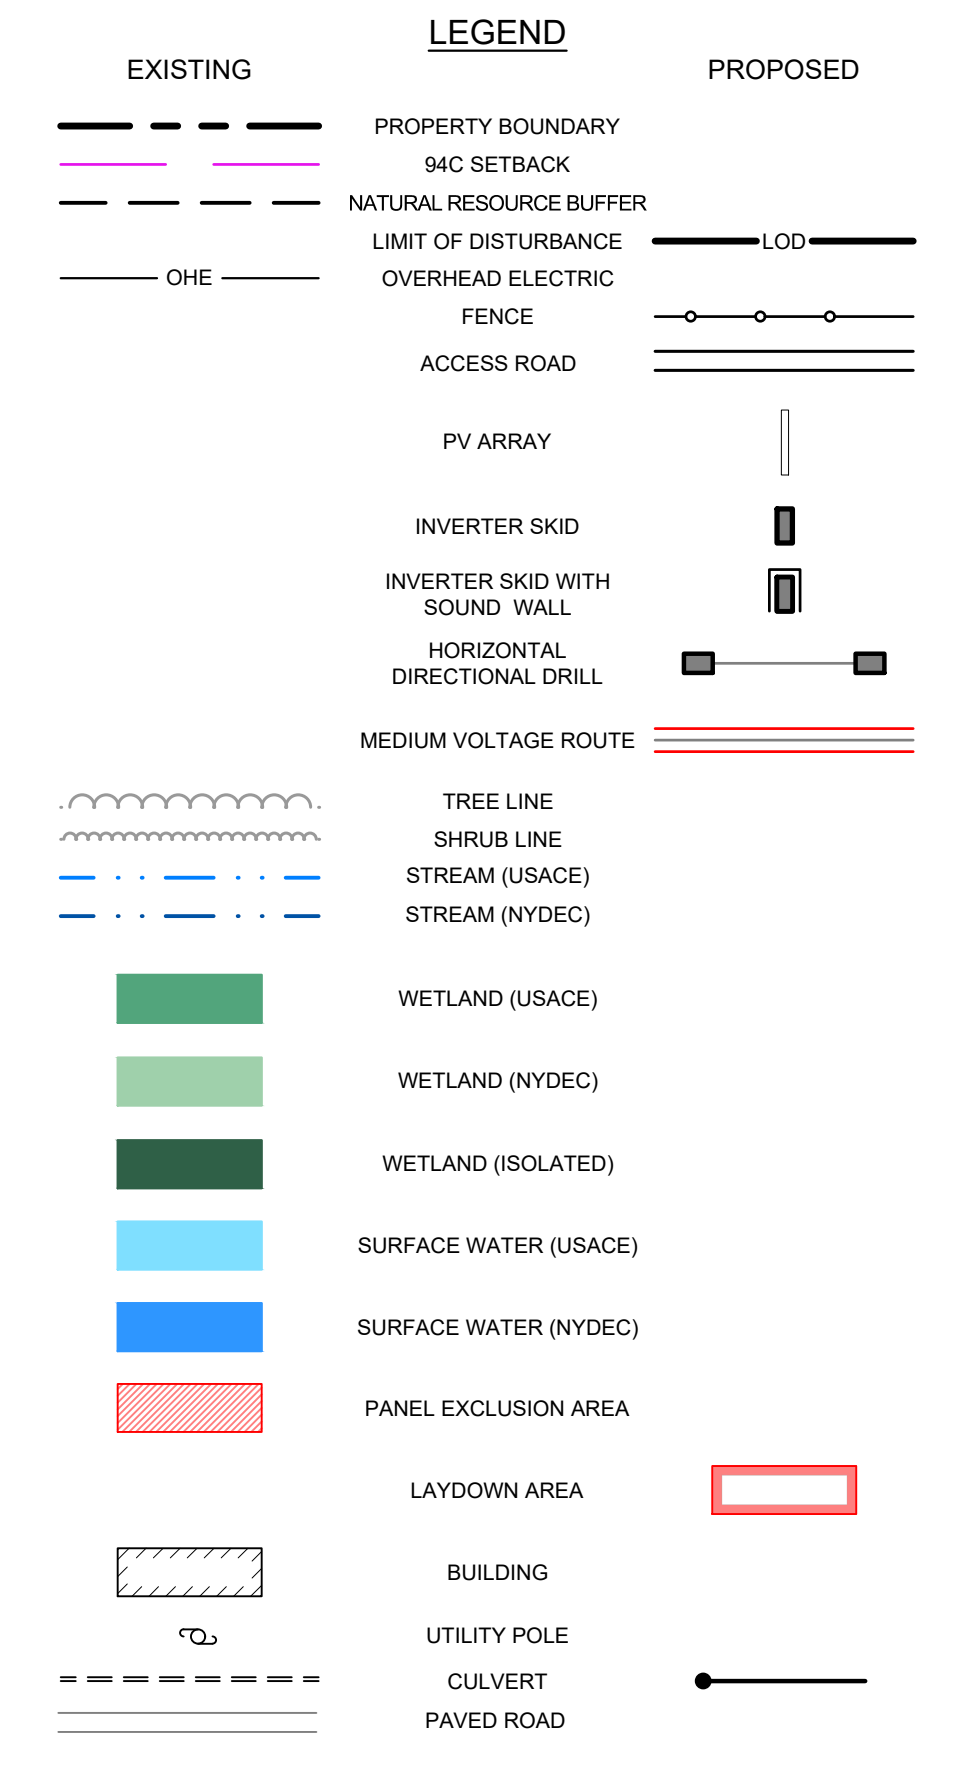 LEGEND
EXISTING
PROPOSED
PROPERTY BOUNDARY
94C SETBACK
NATURAL RESOURCE BUFFER
LIMIT OF DISTURBANCE
LOD
OHE
OVERHEAD ELECTRIC
FENCE
ACCESS ROAD
PV ARRAY
INVERTER SKID
INVERTER SKID WITH
SOUND WALL
HORIZONTAL
DIRECTIONAL DRILL
MEDIUM VOLTAGE ROUTE
TREE LINE
SHRUB LINE
STREAM (USACE)
STREAM (NYDEC)
WETLAND (USACE)
WETLAND (NYDEC)
WETLAND (ISOLATED)
SURFACE WATER (USACE)
SURFACE WATER (NYDEC)
PANEL EXCLUSION AREA
LAYDOWN AREA
BUILDING
UTILITY POLE
CULVERT
PAVED ROAD